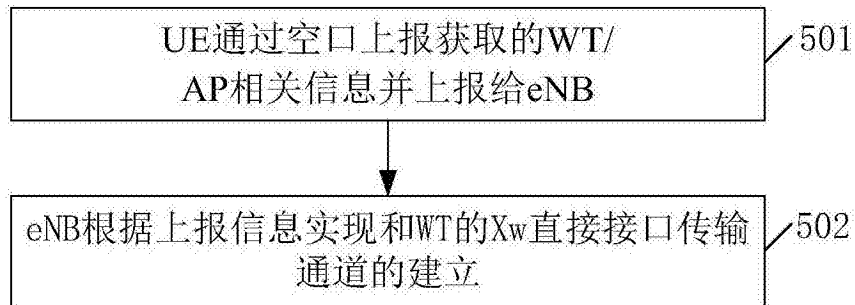 UE通过空口上报获取的WT/
AP相关信息并上报给eNB
501
eNB根据上报信息实现和WT的Xw直接接口传输
通道的建立
502